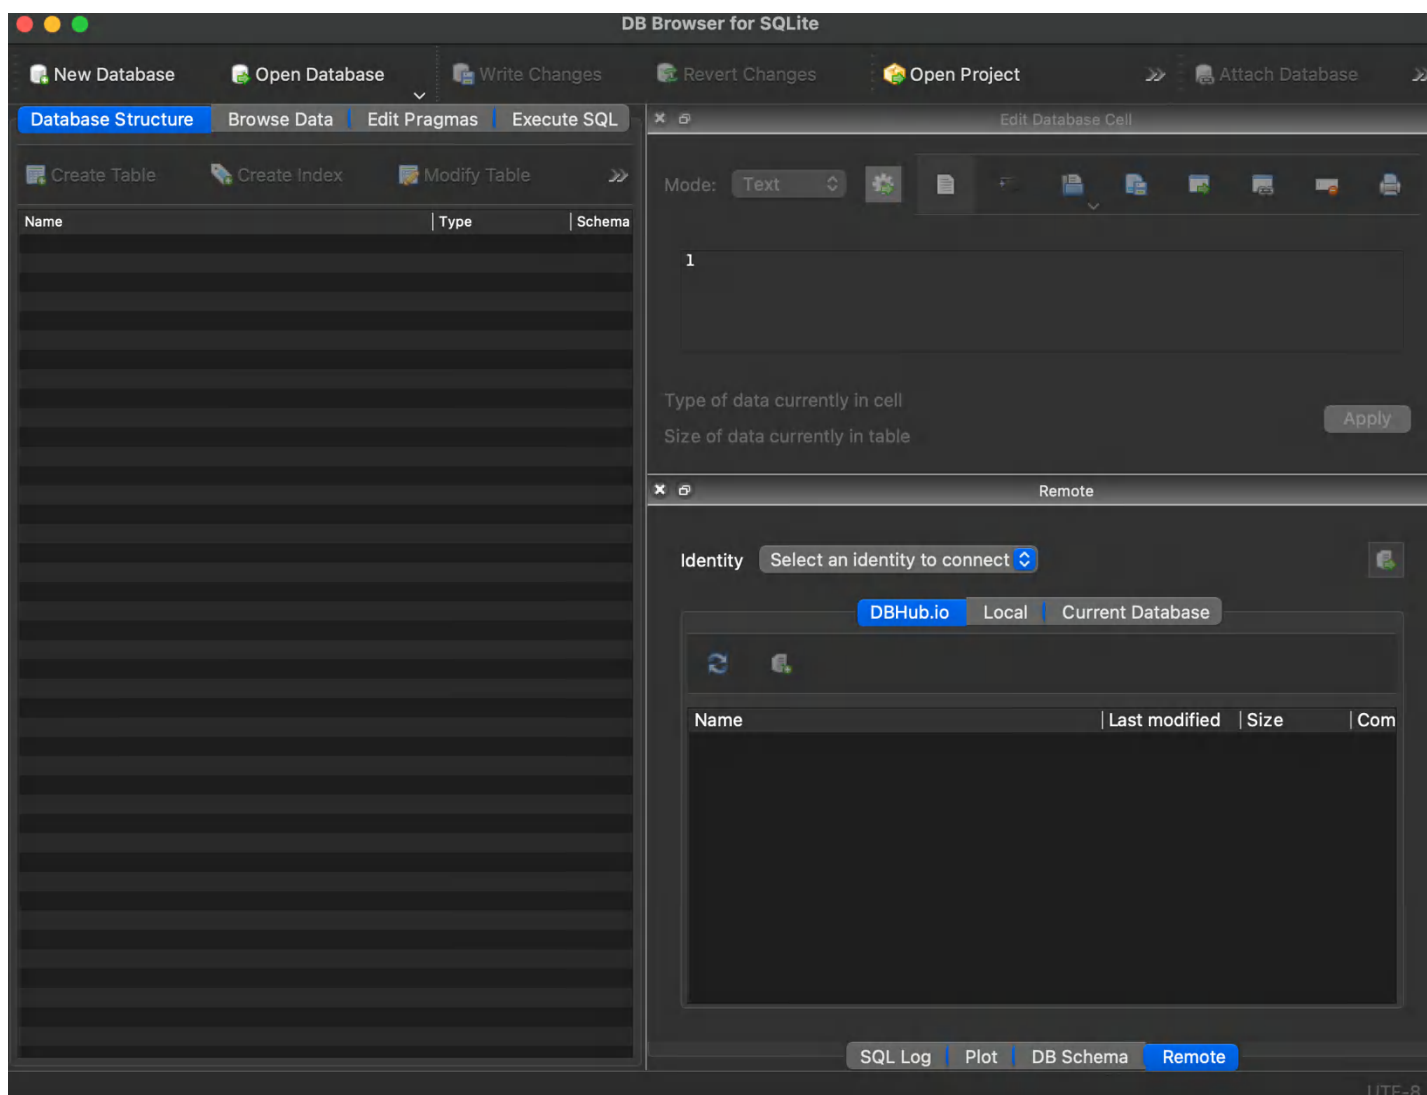 DB Browser for SQLite
New Database Open Database Write Changes Revert Changes Open Project Attach Database
Database Structure Browse Data Edit Pragmas Execute SQL
Edit Database Cell
Create Table Create Index Modify Table
Mode: Text
Name Type Schema
1
Type of data currently in cell
Size of data currently in table
Apply
Remote
Identity Select an identity to connect
DBHub.io Local Current Database
Name Last modified Size Com
SQL Log Plot DB Schema Remote
UTF-8